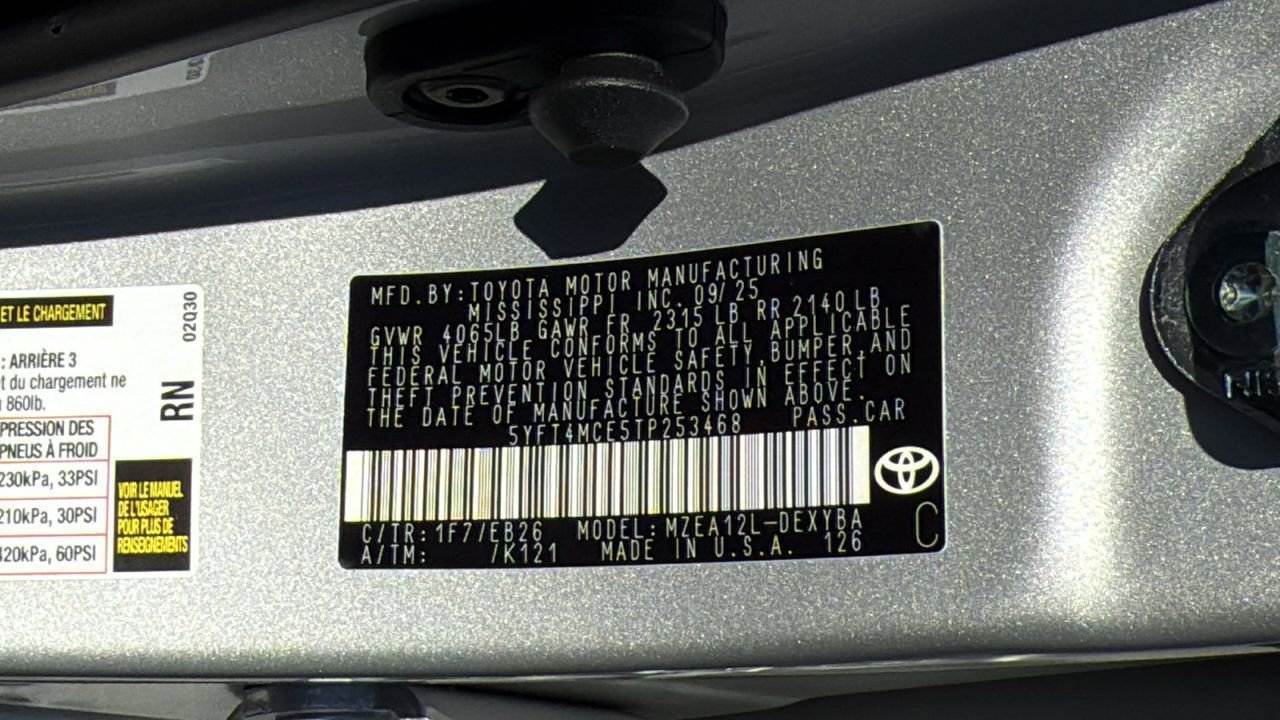 ET LE CHARGEMENT
: ARRIÈRE 3
et du chargement ne
860lb.
PRESSION DES
PNEUS À FROID
230kPa, 33PSI
210kPa, 30PSI
420kPa, 60PSI
VOIR LE MANUEL
DE L'USAGER
POUR PLUS DE
RENSEIGNEMENTS
02Q30
RN
MFD. BY: TOYOTA MOTOR MANUFACTURING
MISSISSIPPI INC. 09/25
GVWR 4065LB GAWR FR 2315 LB RR 2140 LB
THIS VEHICLE CONFORMS TO ALL APPLICABLE
FEDERAL MOTOR VEHICLE SAFETY, BUMPER, AND
THEFT PREVENTION STANDARDS IN EFFECT ON
THE DATE OF MANUFACTURE SHOWN ABOVE.
5YFT4MCE5TP253468 PASS. CAR
C/TR: 1F7/EB26 MODEL: MZEA12L-DEXYBA
A/TM: /K121 MADE IN U.S.A. 126
C